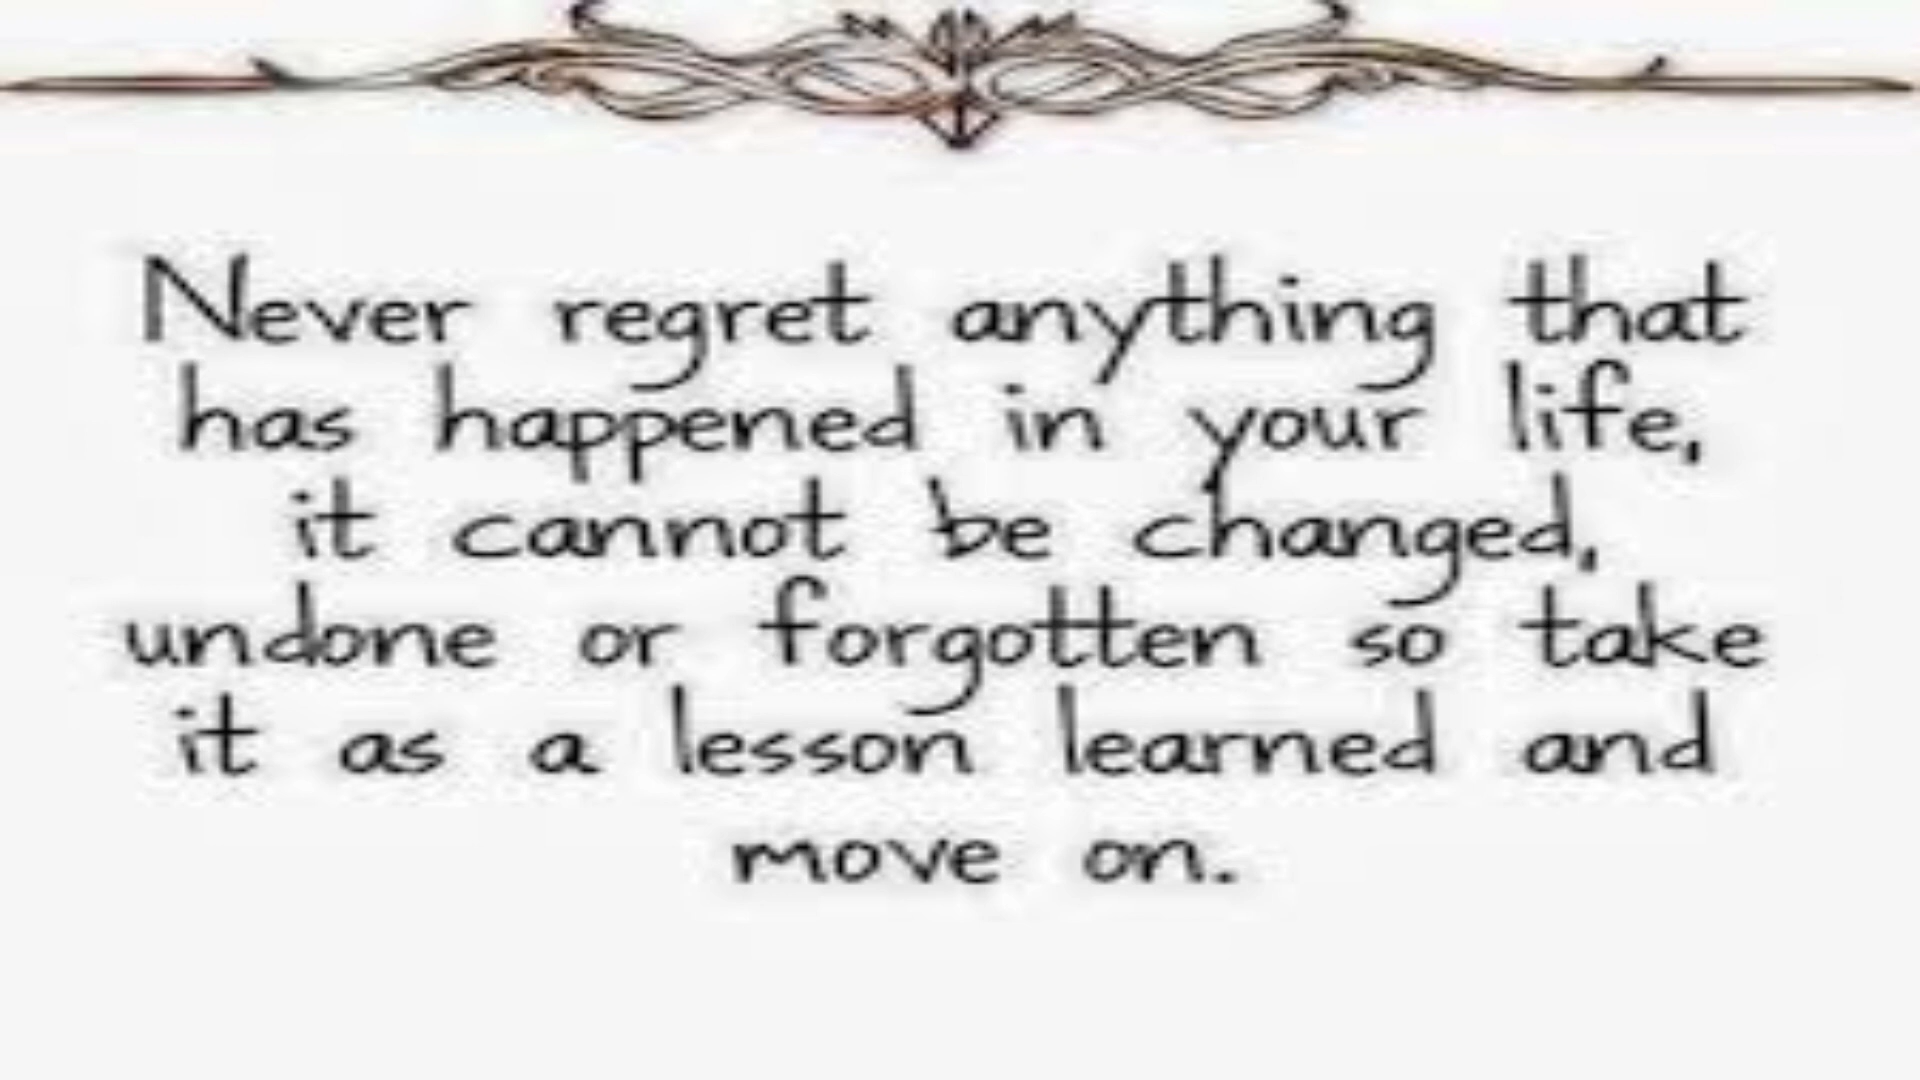 Never regret anything that
has happened in your life,
it cannot be changed,
undone or forgotten so take
it as a lesson learned and
move on.